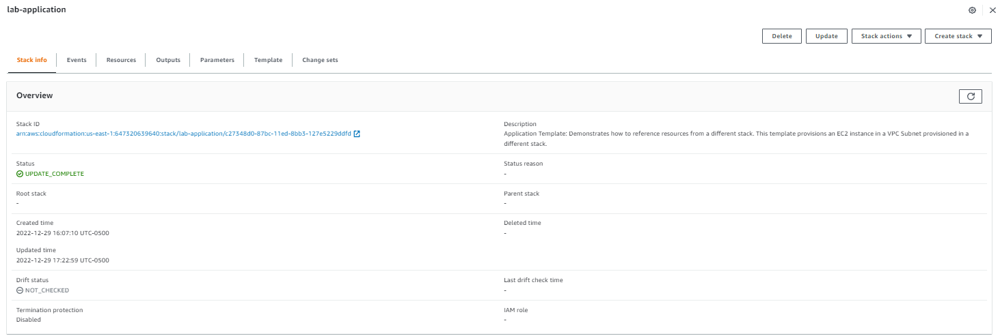 lab-application
Delete
Update
Stack actions
Create stack
Stack info
Events
Resources
Outputs
Parameters
Template
Change sets
Overview
Stack ID
arn:aws:cloudformation:us-east-1:647320639640:stack/lab-application/c27348d0-87bc-11ed-8bb3-127e5229ddfd
Description
Application Template: Demonstrates how to reference resources from a different stack. This template provisions an EC2 instance in a VPC Subnet provisioned in a
different stack.
Status
UPDATE_COMPLETE
Status reason
-
Root stack
-
Parent stack
-
Created time
2022-12-29 16:07:10 UTC-0500
Deleted time
-
Updated time
2022-12-29 17:22:59 UTC-0500
Drift status
NOT_CHECKED
Last drift check time
-
Termination protection
Disabled
IAM role
-